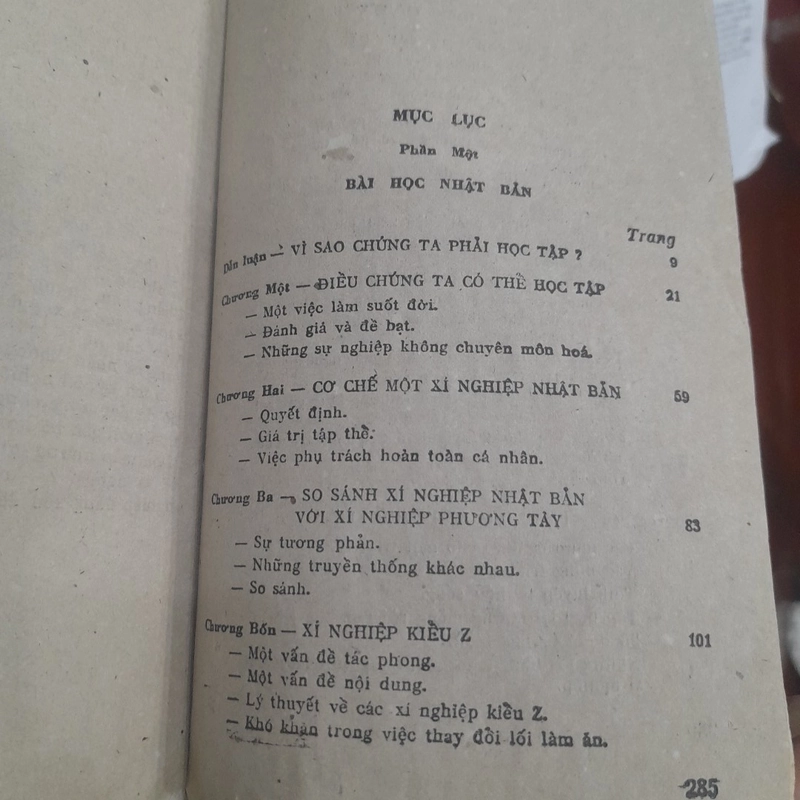 MỤC LỤC
Phần Một
BÀI HỌC NHẬT BẢN
Trang
Dẫn luận — VÌ SAO CHÚNG TA PHẢI HỌC TẬP ? 9
Chương Một — ĐIỀU CHÚNG TA CÓ THỂ HỌC TẬP 21
— Một việc làm suốt đời.
— Đánh giá và đề bạt.
— Những sự nghiệp không chuyên môn hoá.
Chương Hai — CƠ CHẾ MỘT XÍ NGHIỆP NHẬT BẢN 59
— Quyết định.
— Giá trị tập thể.
— Việc phụ trách hoàn toàn cá nhân.
Chương Ba — SO SÁNH XÍ NGHIỆP NHẬT BẢN
VỚI XÍ NGHIỆP PHƯƠNG TÂY 83
— Sự tương phản.
— Những truyền thống khác nhau.
— So sánh.
Chương Bốn — XÍ NGHIỆP KIỂU Z 101
— Một vấn đề tác phong.
— Một vấn đề nội dung.
— Lý thuyết về các xí nghiệp kiểu Z.
— Khó khăn trong việc thay đổi lối làm ăn.
285